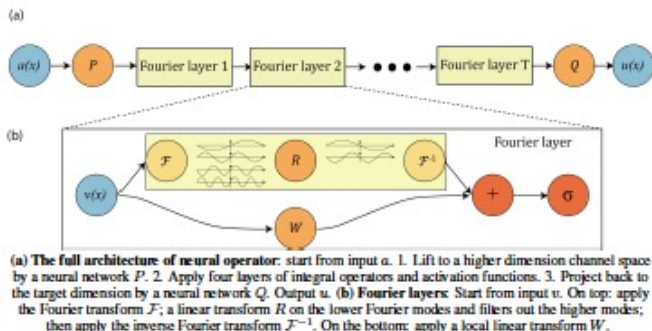 (a)
a(x) P Fourier layer 1 Fourier layer 2 Fourier layer T Q u(x)
(b)
Fourier layer
F R F⁻¹
v(x) + σ
W
(a) The full architecture of neural operator: start from input a. 1. Lift to a higher dimension channel space
by a neural network P. 2. Apply four layers of integral operators and activation functions. 3. Project back to
the target dimension by a neural network Q. Output u. (b) Fourier layers: Start from input v. On top: apply
the Fourier transform F; a linear transform R on the lower Fourier modes and filters out the higher modes;
then apply the inverse Fourier transform F⁻¹. On the bottom: apply a local linear transform W.